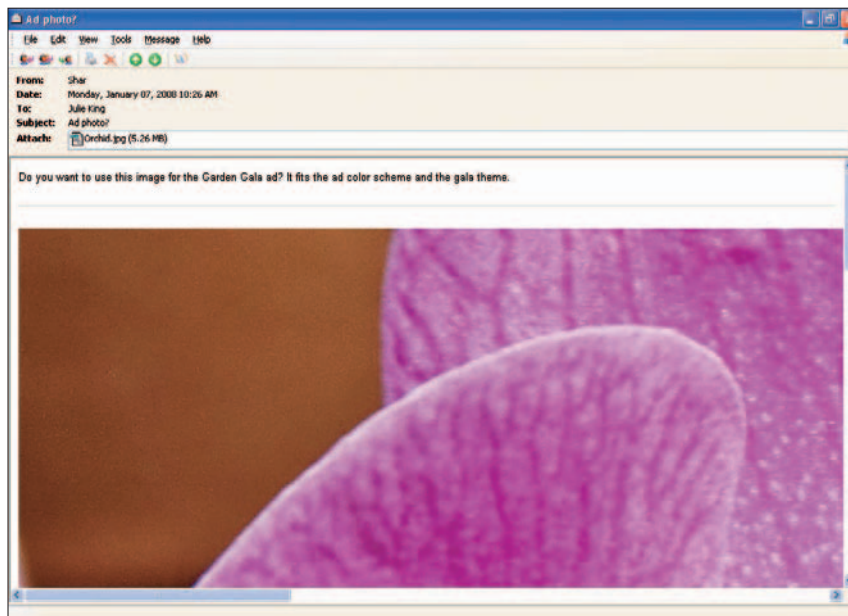 Ad photo?
File Edit View Tools Message Help
From: Shar
Date: Monday, January 07, 2008 10:26 AM
To: Julie King
Subject: Ad photo?
Attach: Orchid.jpg (5.26 MB)
Do you want to use this image for the Garden Gala ad? It fits the ad color scheme and the gala theme.